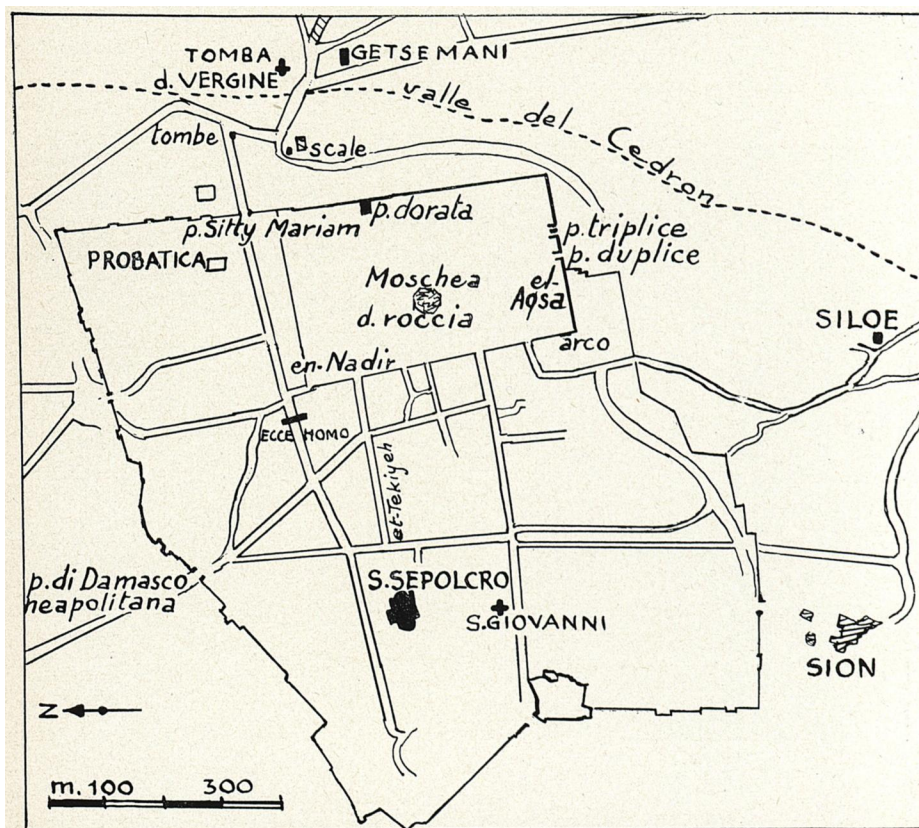 TOMBA
d. VERGINE
GETSEMANI
valle del Cedron
tombe
scale
p. Sitty Mariam
p. dorata
p. triplice
p. duplice
PROBATICA
Moschea
d. roccia
el-
Aqsa
SILOE
arco
en-Nadir
ECCE HOMO
et-Tekiyeh
p. di Damasco
neapolitana
S. SEPOLCRO
S. GIOVANNI
SION
N
m. 100 300